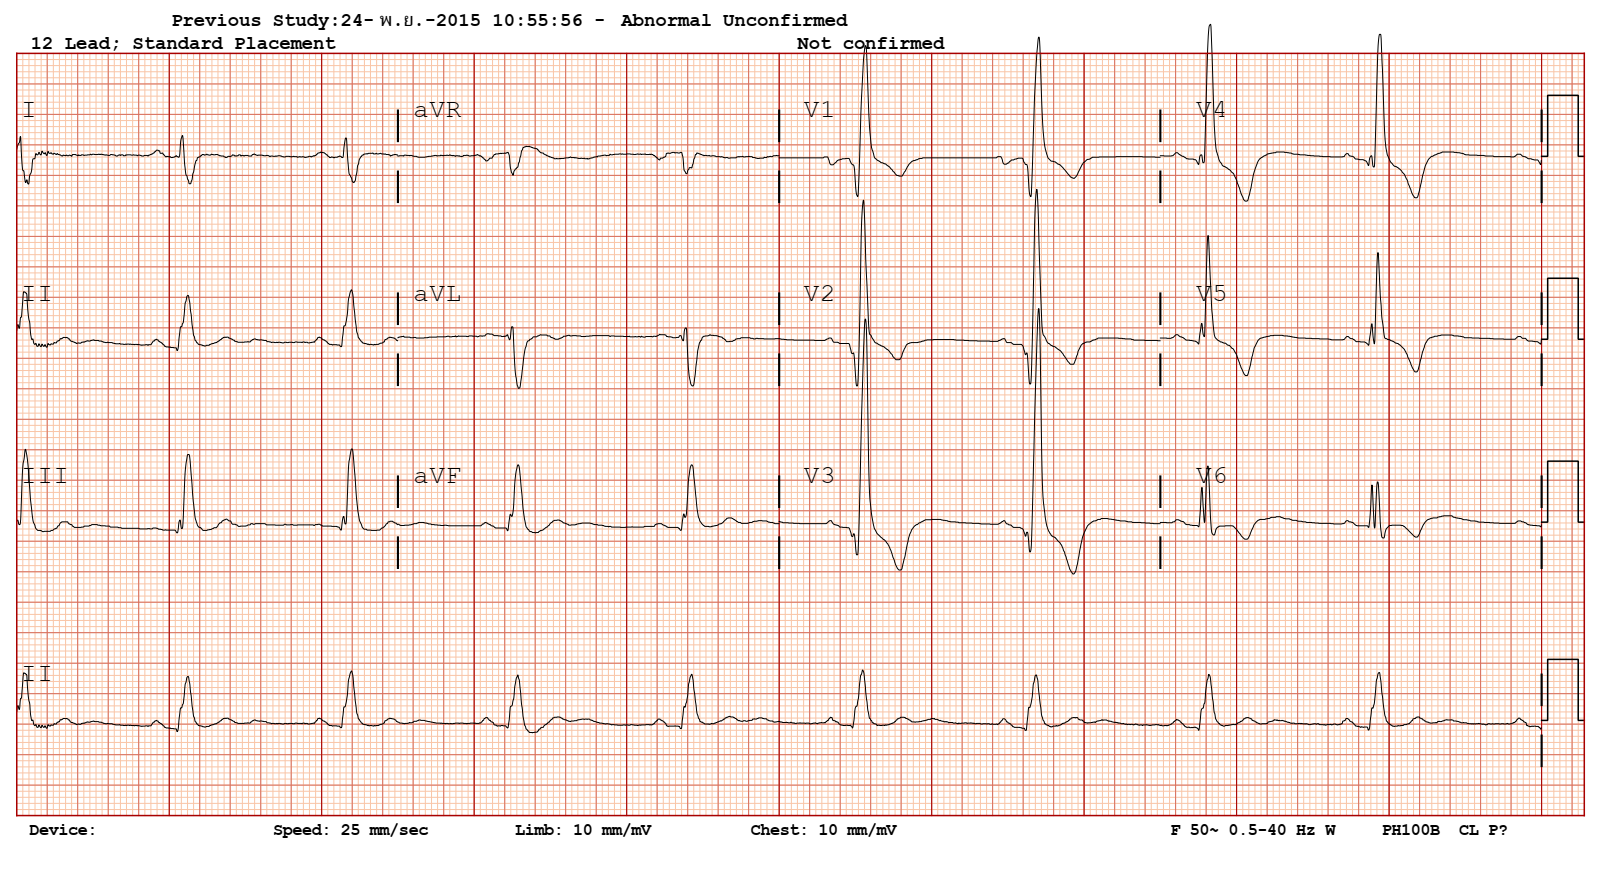 Previous Study:24-พ.ย.-2015 10:55:56 - Abnormal Unconfirmed
12 Lead; Standard Placement Not confirmed
I aVR V1 V4
II aVL V2 V5
III aVF V3 V6
II
Device: Speed: 25 mm/sec Limb: 10 mm/mV Chest: 10 mm/mV F 50~ 0.5-40 Hz W PH100B CL P?